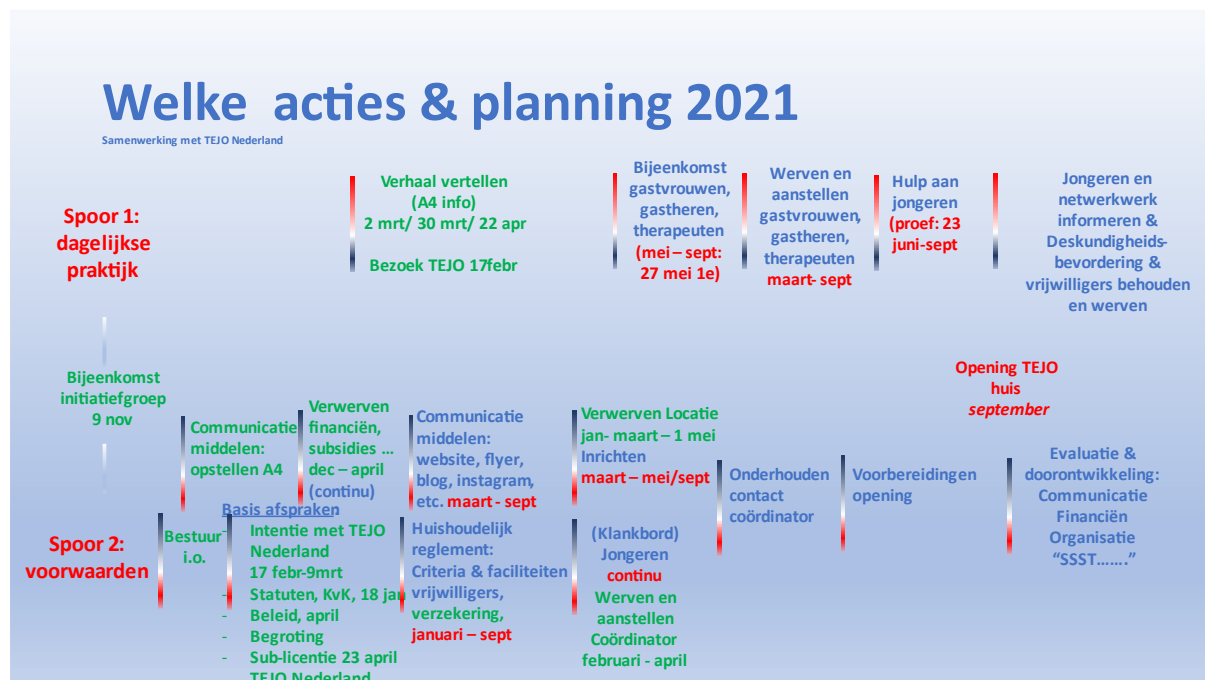 Welke  acties & planning 2021
Samenwerking met TEJO Nederland
Spoor 1:
dagelijkse
praktijk
Verhaal vertellen
(A4 info)
2 mrt/ 30 mrt/ 22 apr
Bezoek TEJO 17febr
Bijeenkomst
gastvrouwen,
gastheren,
therapeuten
(mei – sept:
27 mei 1e)
Werven en
aanstellen
gastvrouwen,
gastheren,
therapeuten
maart- sept
Hulp aan
jongeren
(proef: 23
juni-sept
Jongeren en
netwerkwerk
informeren &
Deskundigheids-
bevordering &
vrijwilligers behouden
en werven
Opening TEJO
huis
september
Bijeenkomst
initiatiefgroep
9 nov
Communicatie
middelen:
opstellen A4
Verwerven
financiën,
subsidies ...
dec – april
(continu)
Communicatie
middelen:
website, flyer,
blog, instagram,
etc. maart - sept
Verwerven Locatie
jan- maart – 1 mei
Inrichten
maart – mei/sept
Onderhouden
contact
coördinator
Voorbereidingen
opening
Evaluatie &
doorontwikkeling:
Communicatie
Financiën
Organisatie
“SSST…….”
Spoor 2:
voorwaarden
Bestuur
i.o.
Basis afspraken
- Intentie met TEJO
Nederland
17 febr-9mrt
- Statuten, KvK, 18 jan
- Beleid, april
- Begroting
- Sub-licentie 23 april
TEJO Nederland
Huishoudelijk
reglement:
Criteria & faciliteiten
vrijwilligers,
verzekering,
januari – sept
(Klankbord)
Jongeren
continu
Werven en
aanstellen
Coördinator
februari - april